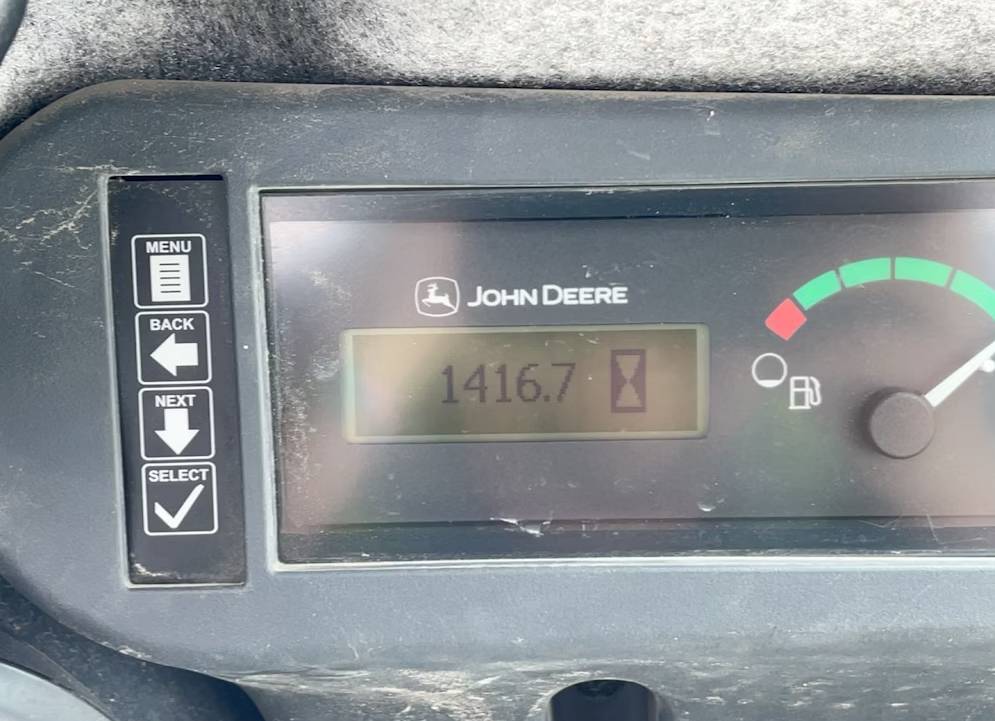 MENU
BACK
NEXT
SELECT
JOHN DEERE
1416.7